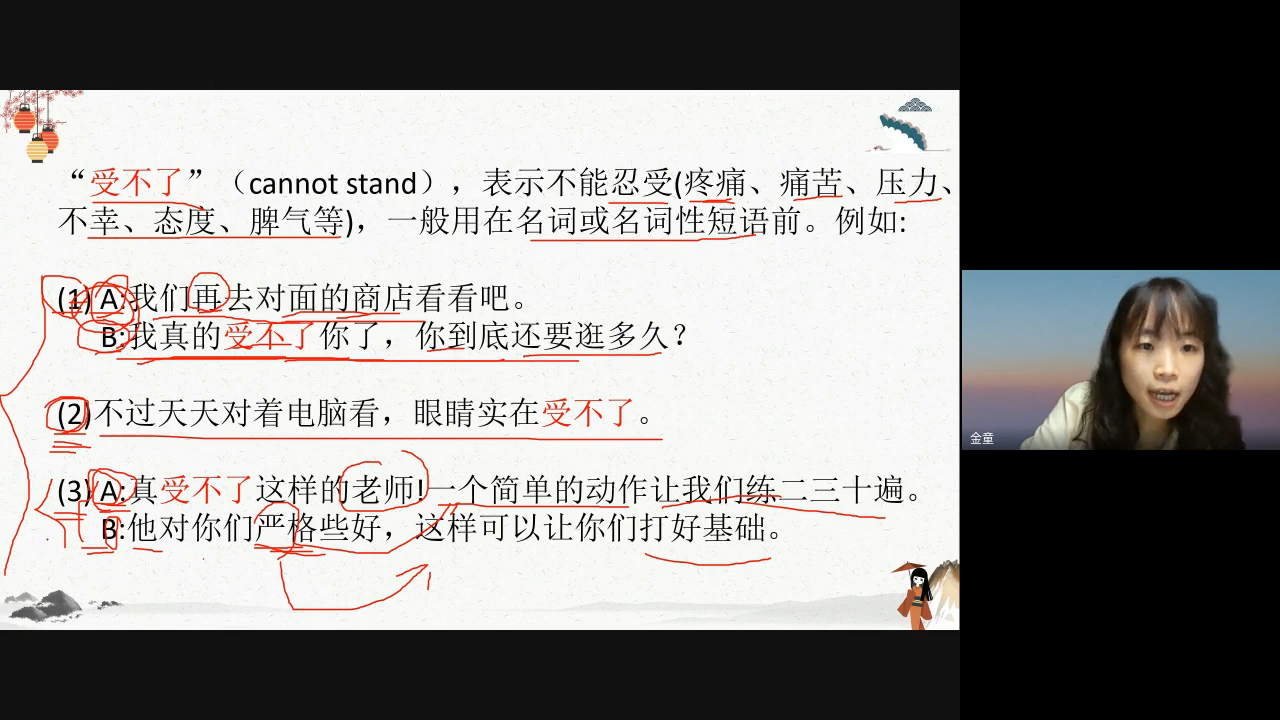 “受不了”（cannot stand），表示不能忍受(疼痛、痛苦、压力、
不幸、态度、脾气等)，一般用在名词或名词性短语前。例如:
(1) A:我们再去对面的商店看看吧。
B:我真的受不了你了，你到底还要逛多久？
(2)不过天天对着电脑看，眼睛实在受不了。
(3) A:真受不了这样的老师!一个简单的动作让我们练二三十遍。
B:他对你们严格些好，这样可以让你们打好基础。
金童